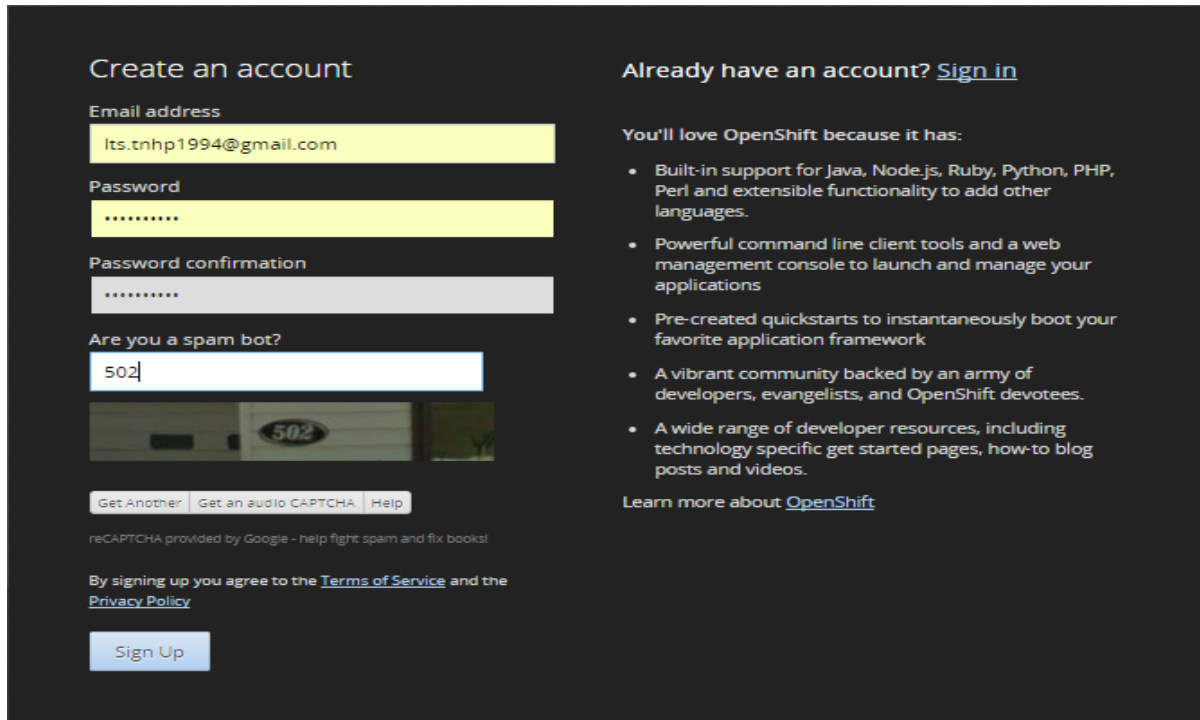 Create an account
Email address
lts.tnhp1994@gmail.com
Password
••••••••••
Password confirmation
••••••••••
Are you a spam bot?
502
502
Get Another Get an audio CAPTCHA Help
reCAPTCHA provided by Google - help fight spam and fix books!
By signing up you agree to the Terms of Service and the
Privacy Policy
Sign Up
Already have an account? Sign in
You'll love OpenShift because it has:
• Built-in support for Java, Node.js, Ruby, Python, PHP,
Perl and extensible functionality to add other
languages.
• Powerful command line client tools and a web
management console to launch and manage your
applications
• Pre-created quickstarts to instantaneously boot your
favorite application framework
• A vibrant community backed by an army of
developers, evangelists, and OpenShift devotees.
• A wide range of developer resources, including
technology specific get started pages, how-to blog
posts and videos.
Learn more about OpenShift